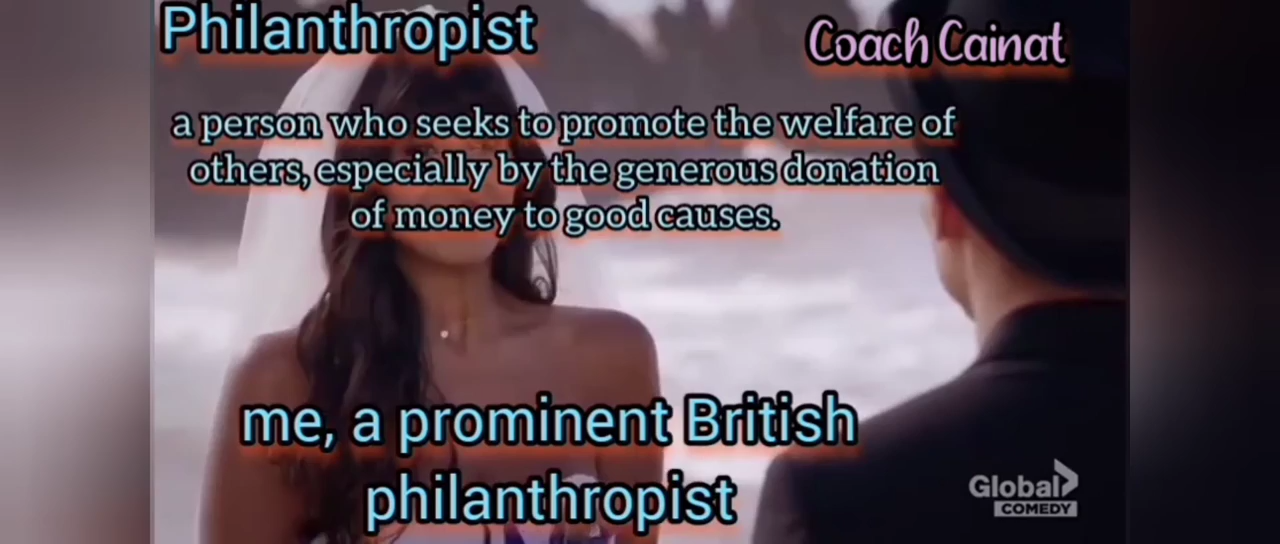 Philanthropist
Coach Cainat
a person who seeks to promote the welfare of
others, especially by the generous donation
of money to good causes.
me, a prominent British
philanthropist
Global
COMEDY